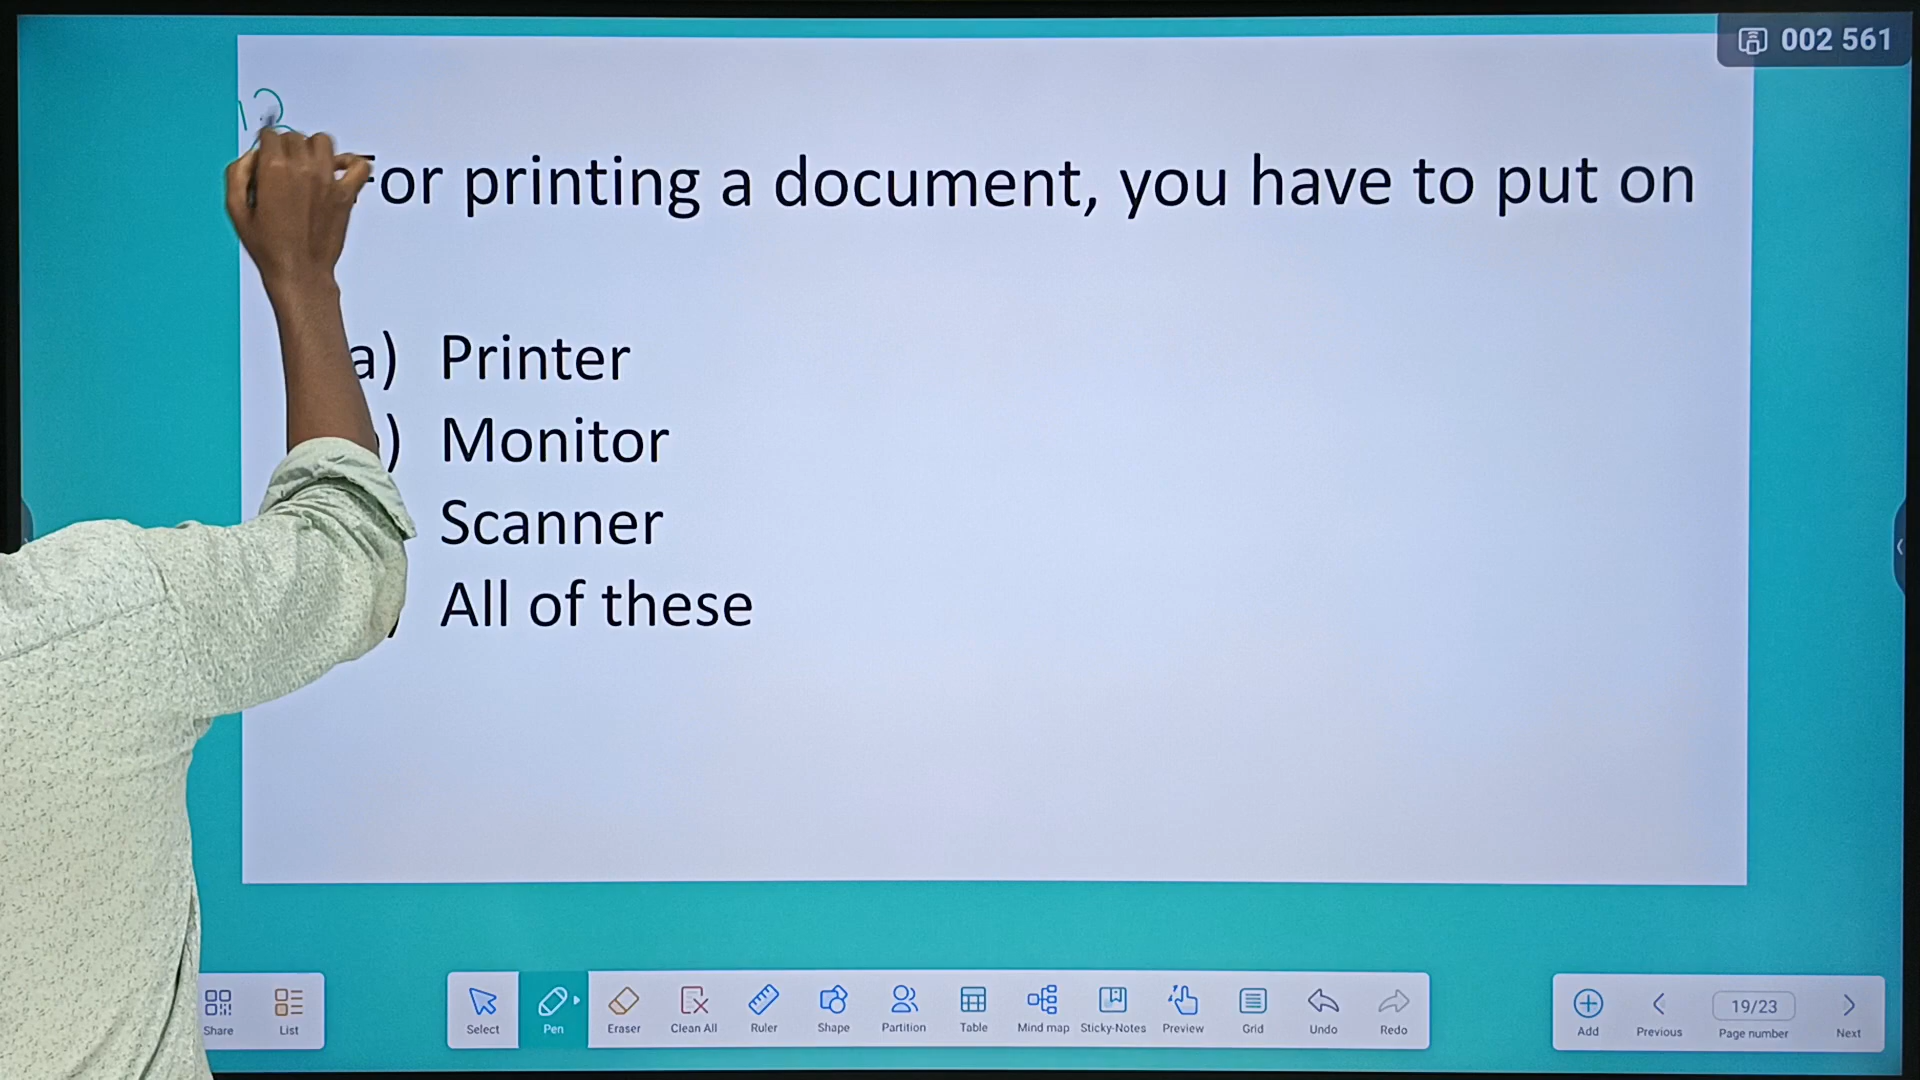 002 561
For printing a document, you have to put on
a) Printer
) Monitor
Scanner
) All of these
Share
List
Select
Pen
Eraser
Clean All
Ruler
Shape
Partition
Table
Mind map
Sticky-Notes
Preview
Grid
Undo
Redo
Add
Previous
19/23
Page number
Next